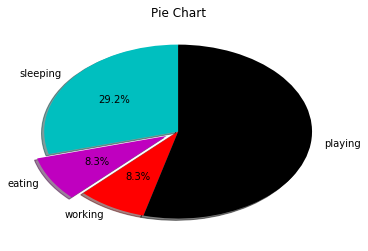 Pie Chart
sleeping
29.2%
playing
8.3%
eating
8.3%
working